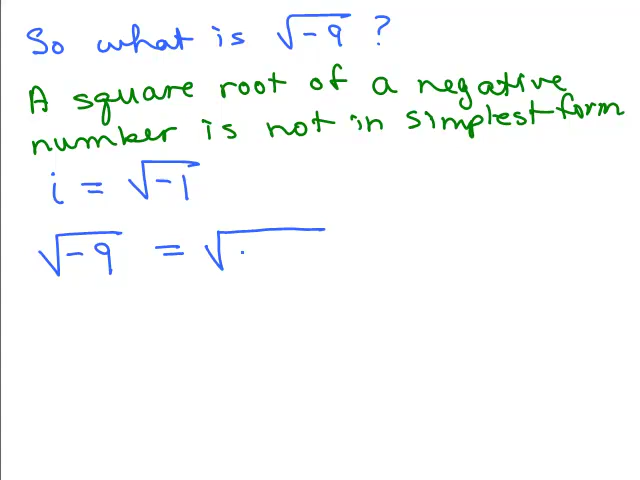 So what is √-9 ?
A square root of a negative
number is not in simplest form
i = √-1
√-9 = √